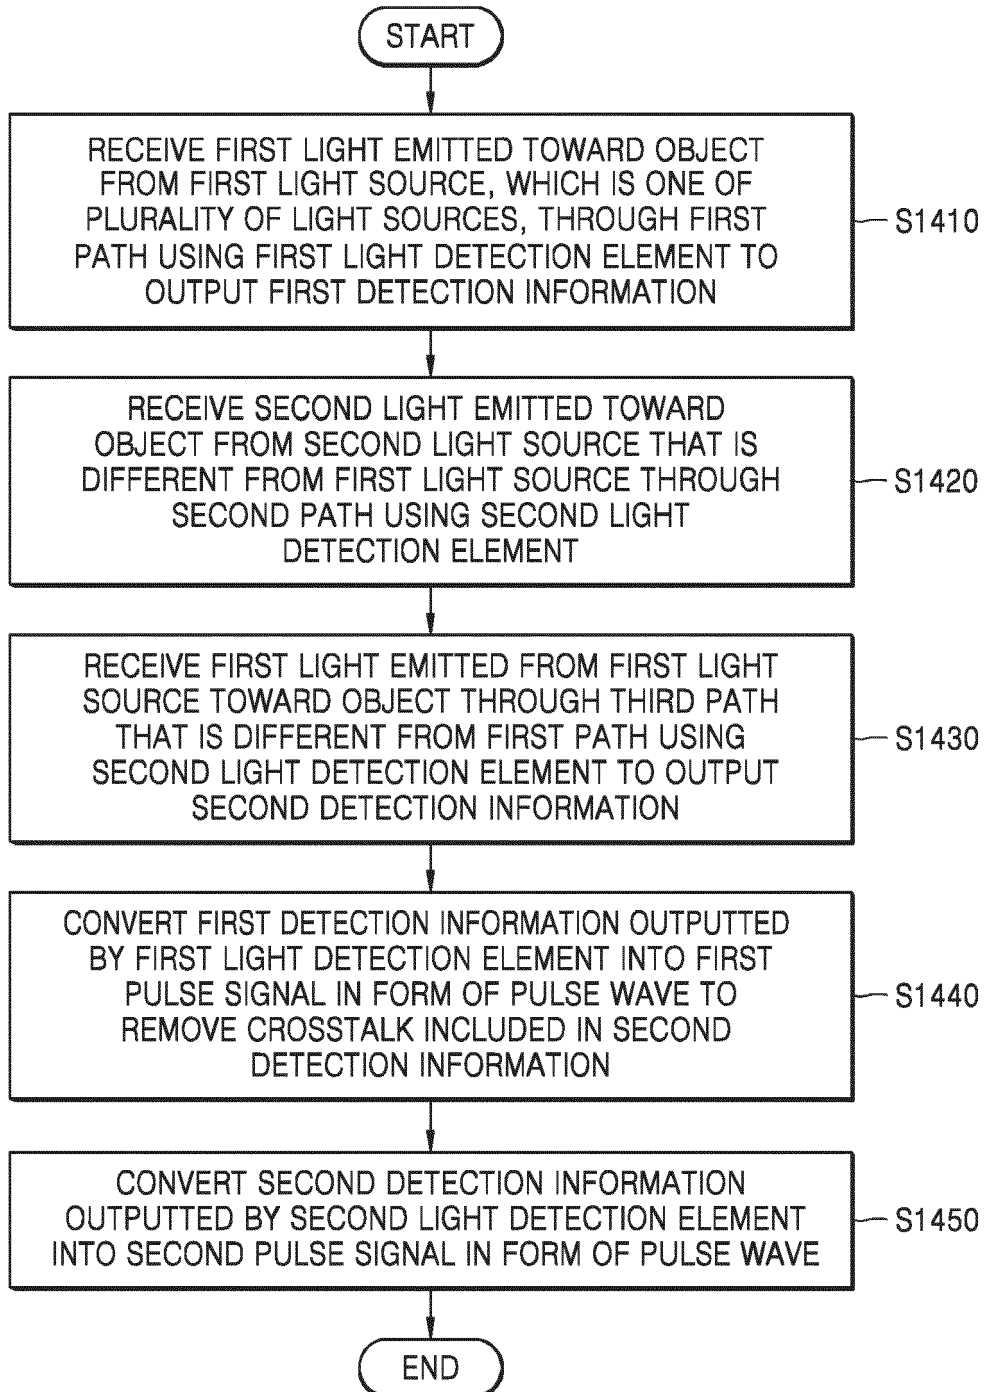 START
RECEIVE FIRST LIGHT EMITTED TOWARD OBJECT
FROM FIRST LIGHT SOURCE, WHICH IS ONE OF
PLURALITY OF LIGHT SOURCES, THROUGH FIRST
PATH USING FIRST LIGHT DETECTION ELEMENT TO
OUTPUT FIRST DETECTION INFORMATION
S1410
RECEIVE SECOND LIGHT EMITTED TOWARD
OBJECT FROM SECOND LIGHT SOURCE THAT IS
DIFFERENT FROM FIRST LIGHT SOURCE THROUGH
SECOND PATH USING SECOND LIGHT
DETECTION ELEMENT
S1420
RECEIVE FIRST LIGHT EMITTED FROM FIRST LIGHT
SOURCE TOWARD OBJECT THROUGH THIRD PATH
THAT IS DIFFERENT FROM FIRST PATH USING
SECOND LIGHT DETECTION ELEMENT TO OUTPUT
SECOND DETECTION INFORMATION
S1430
CONVERT FIRST DETECTION INFORMATION OUTPUTTED
BY FIRST LIGHT DETECTION ELEMENT INTO FIRST
PULSE SIGNAL IN FORM OF PULSE WAVE TO
REMOVE CROSSTALK INCLUDED IN SECOND
DETECTION INFORMATION
S1440
CONVERT SECOND DETECTION INFORMATION
OUTPUTTED BY SECOND LIGHT DETECTION ELEMENT
INTO SECOND PULSE SIGNAL IN FORM OF PULSE WAVE
S1450
END